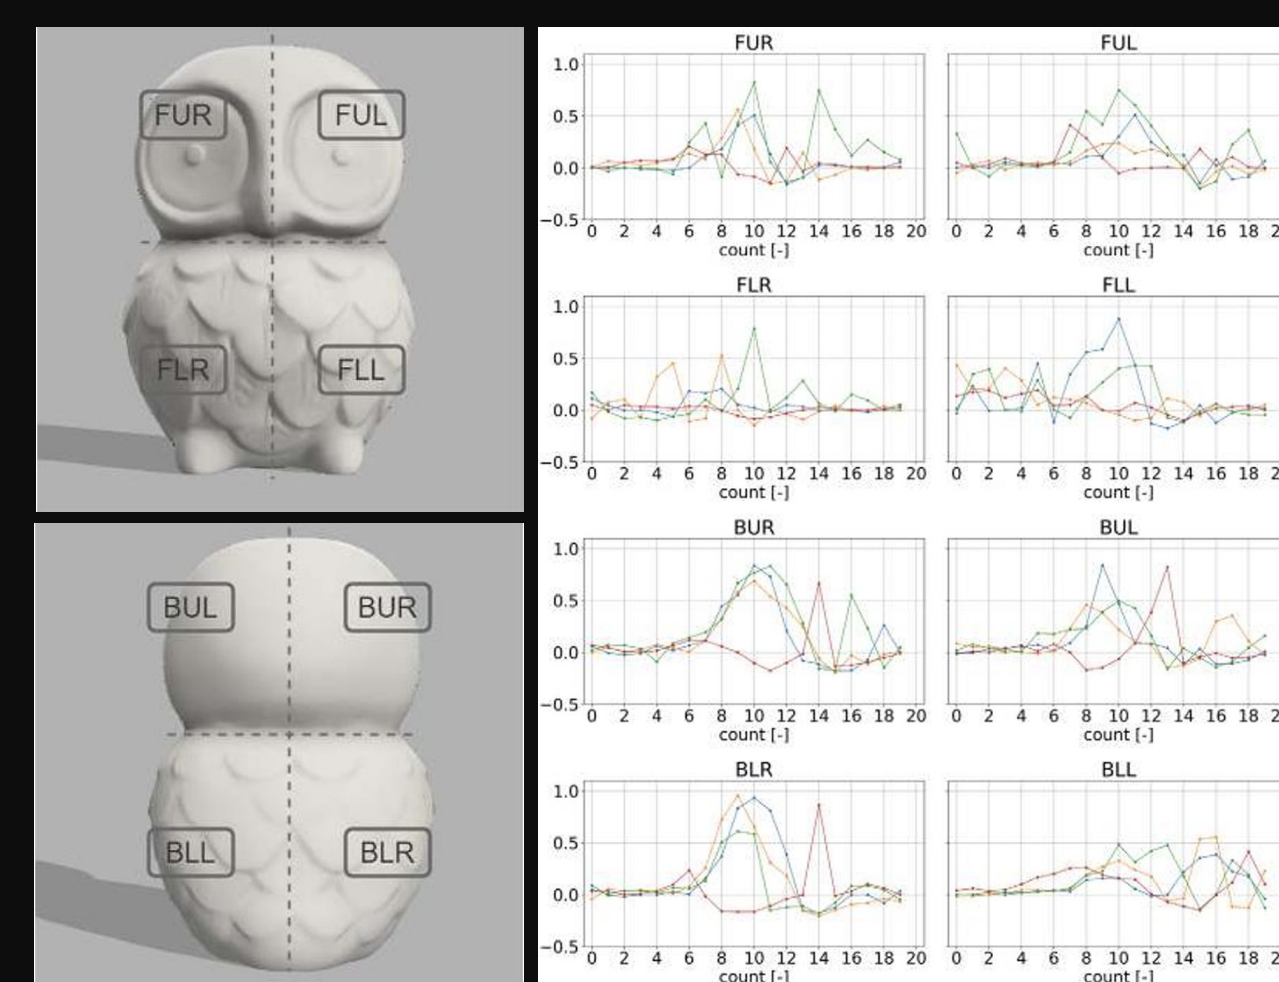 FUR FUL
FLR FLL
BUL BUR
BLL BLR
FUR
1.0
0.5
0.0
−0.5
0 2 4 6 8 10 12 14 16 18 20
count [-]
FUL
0 2 4 6 8 10 12 14 16 18 2
count [-]
FLR
1.0
0.5
0.0
−0.5
0 2 4 6 8 10 12 14 16 18 20
count [-]
FLL
0 2 4 6 8 10 12 14 16 18 2
count [-]
BUR
1.0
0.5
0.0
−0.5
0 2 4 6 8 10 12 14 16 18 20
count [-]
BUL
0 2 4 6 8 10 12 14 16 18 2
count [-]
BLR
1.0
0.5
0.0
−0.5
0 2 4 6 8 10 12 14 16 18 20
count [-]
BLL
0 2 4 6 8 10 12 14 16 18 2
count [-]